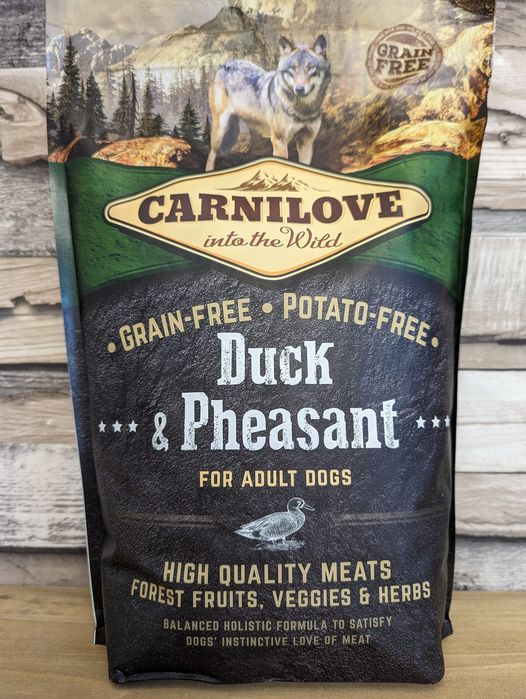 GRAIN
FREE
CARNILOVE
into the Wild
• GRAIN-FREE • POTATO-FREE •
Duck
& Pheasant
FOR ADULT DOGS
HIGH QUALITY MEATS
FOREST FRUITS, VEGGIES & HERBS
BALANCED HOLISTIC FORMULA TO SATISFY
DOGS' INSTINCTIVE LOVE OF MEAT